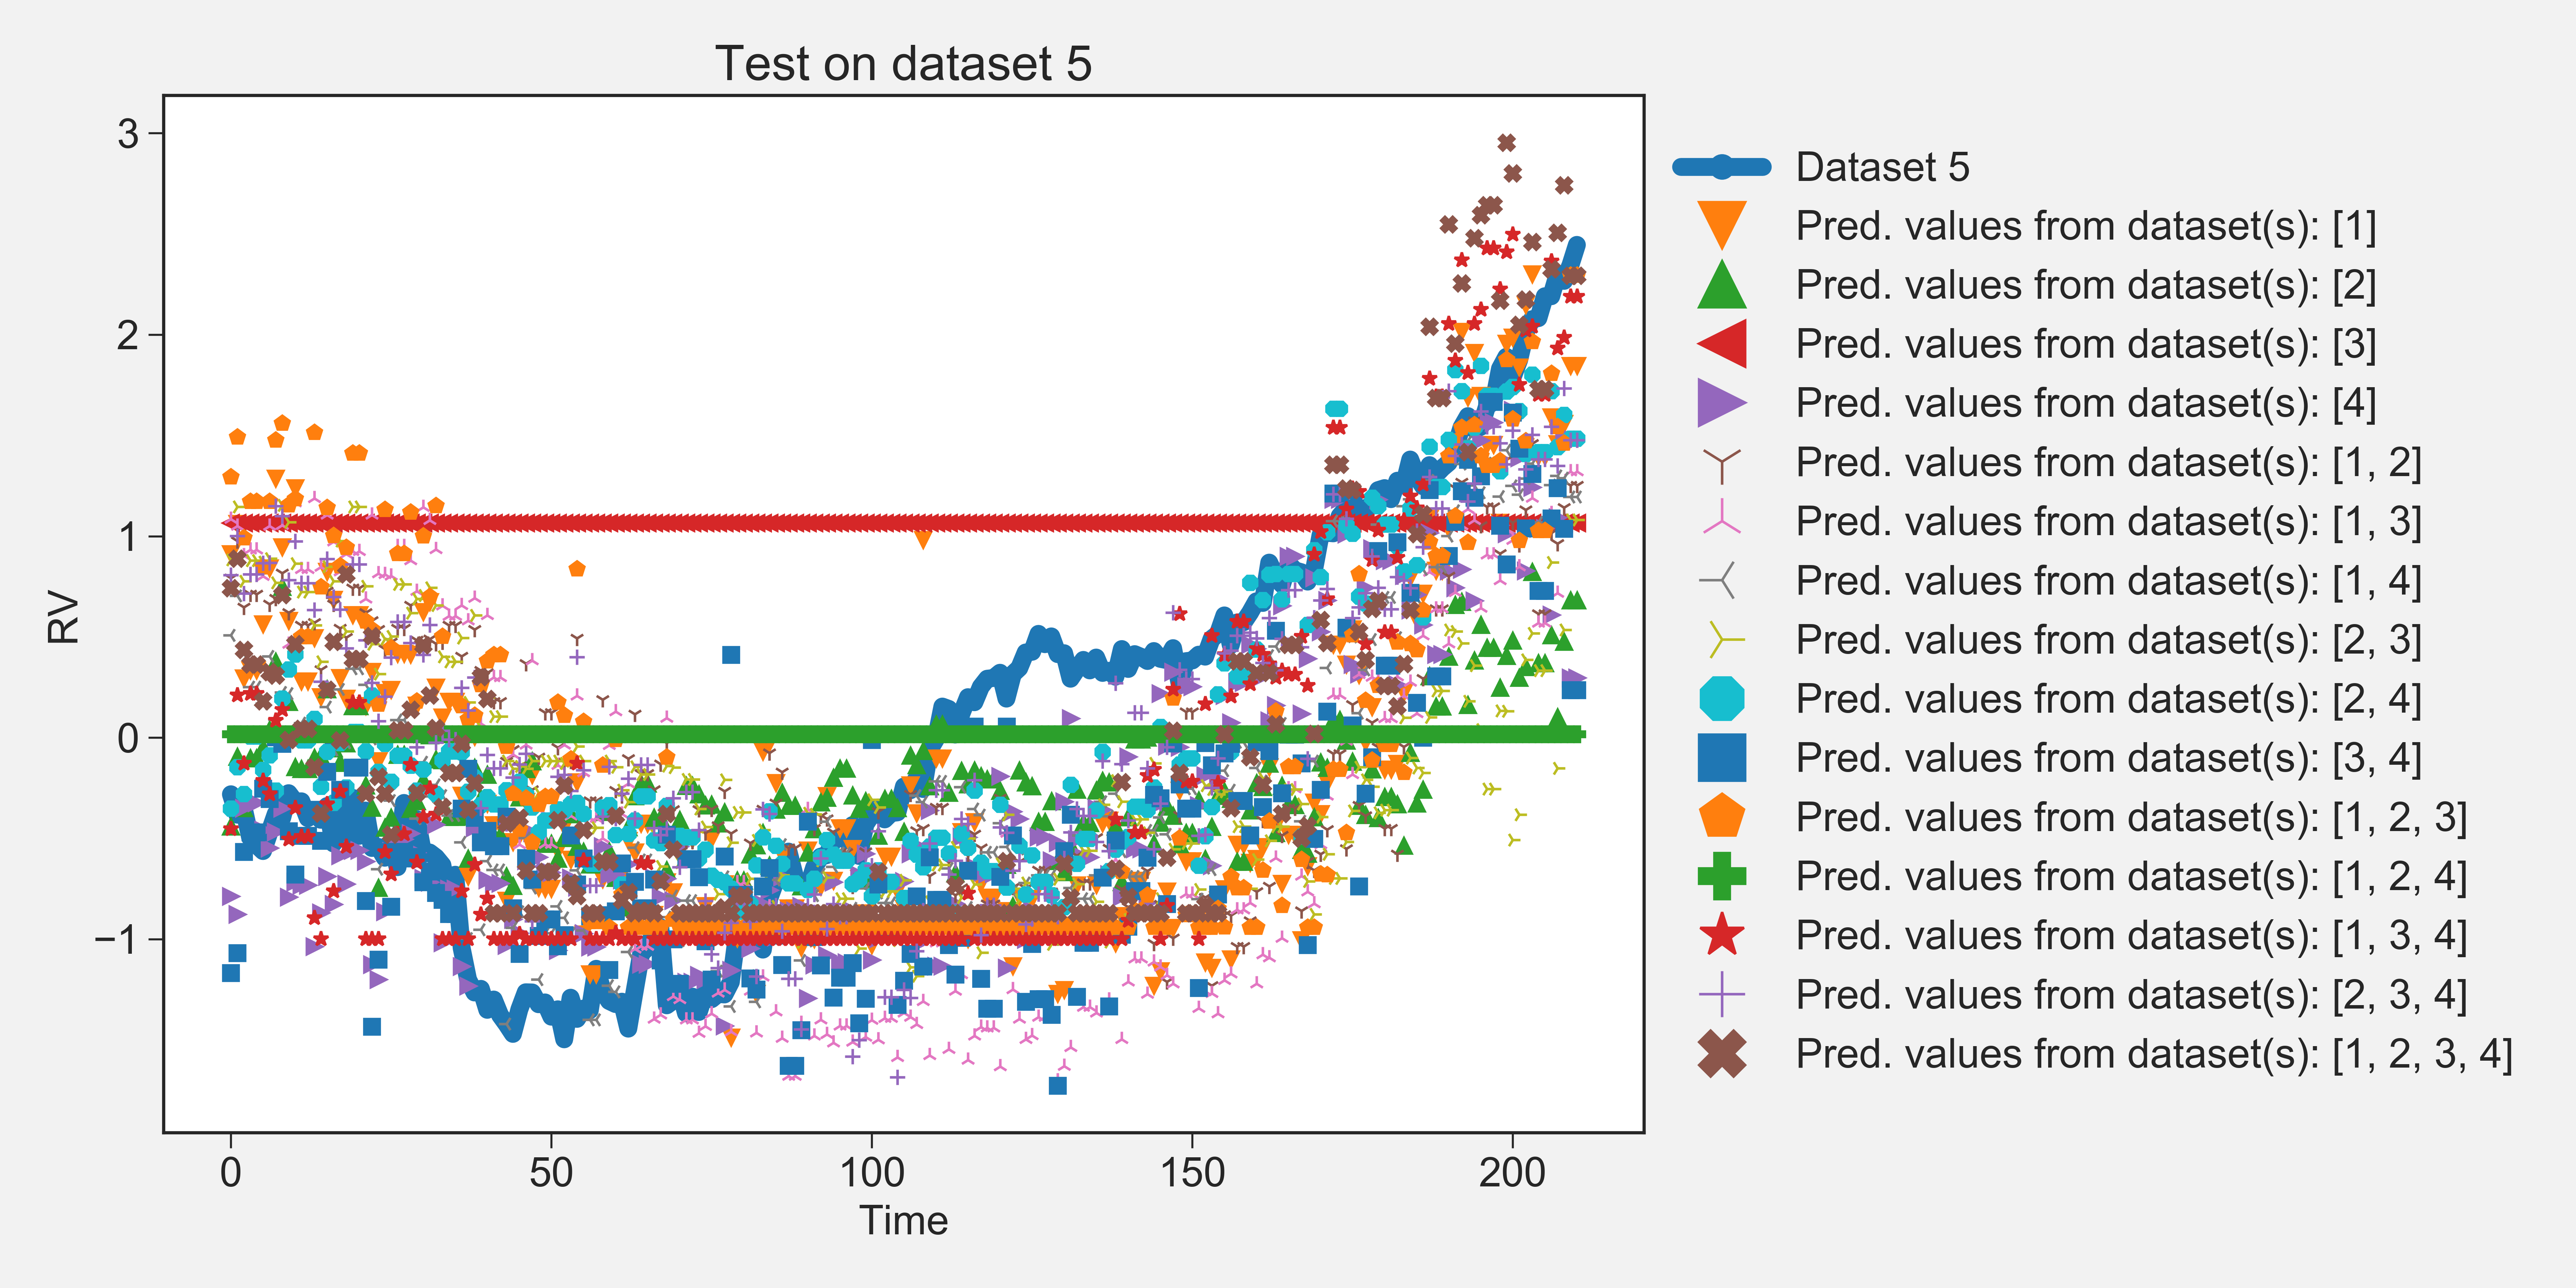 Test on dataset 5
3
2
1
0
−1
RV
0
50
100
150
200
Time
Dataset 5
Pred. values from dataset(s): [1]
Pred. values from dataset(s): [2]
Pred. values from dataset(s): [3]
Pred. values from dataset(s): [4]
Pred. values from dataset(s): [1, 2]
Pred. values from dataset(s): [1, 3]
Pred. values from dataset(s): [1, 4]
Pred. values from dataset(s): [2, 3]
Pred. values from dataset(s): [2, 4]
Pred. values from dataset(s): [3, 4]
Pred. values from dataset(s): [1, 2, 3]
Pred. values from dataset(s): [1, 2, 4]
Pred. values from dataset(s): [1, 3, 4]
Pred. values from dataset(s): [2, 3, 4]
Pred. values from dataset(s): [1, 2, 3, 4]